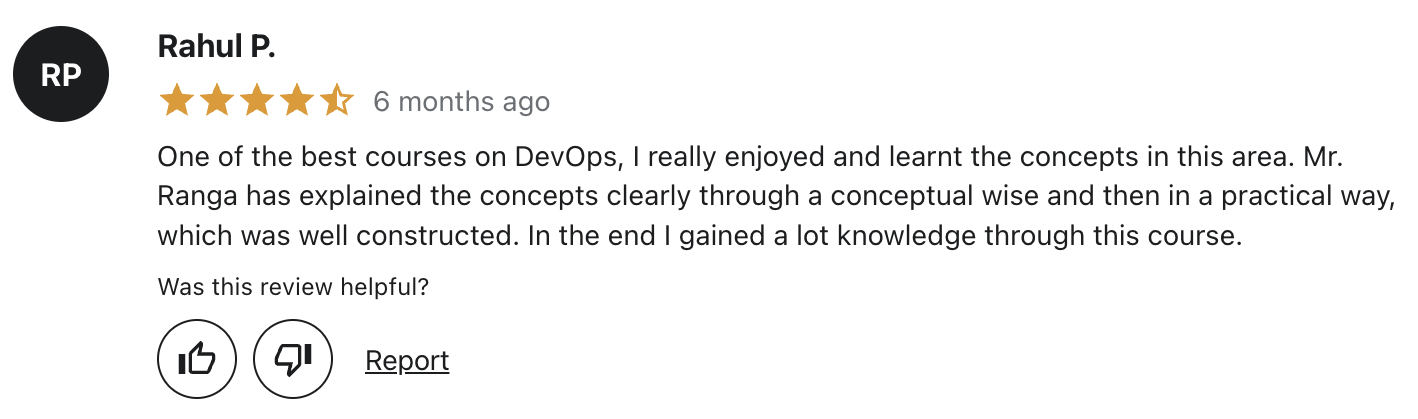 RP
Rahul P.
6 months ago
One of the best courses on DevOps, I really enjoyed and learnt the concepts in this area. Mr.
Ranga has explained the concepts clearly through a conceptual wise and then in a practical way,
which was well constructed. In the end I gained a lot knowledge through this course.
Was this review helpful?
Report